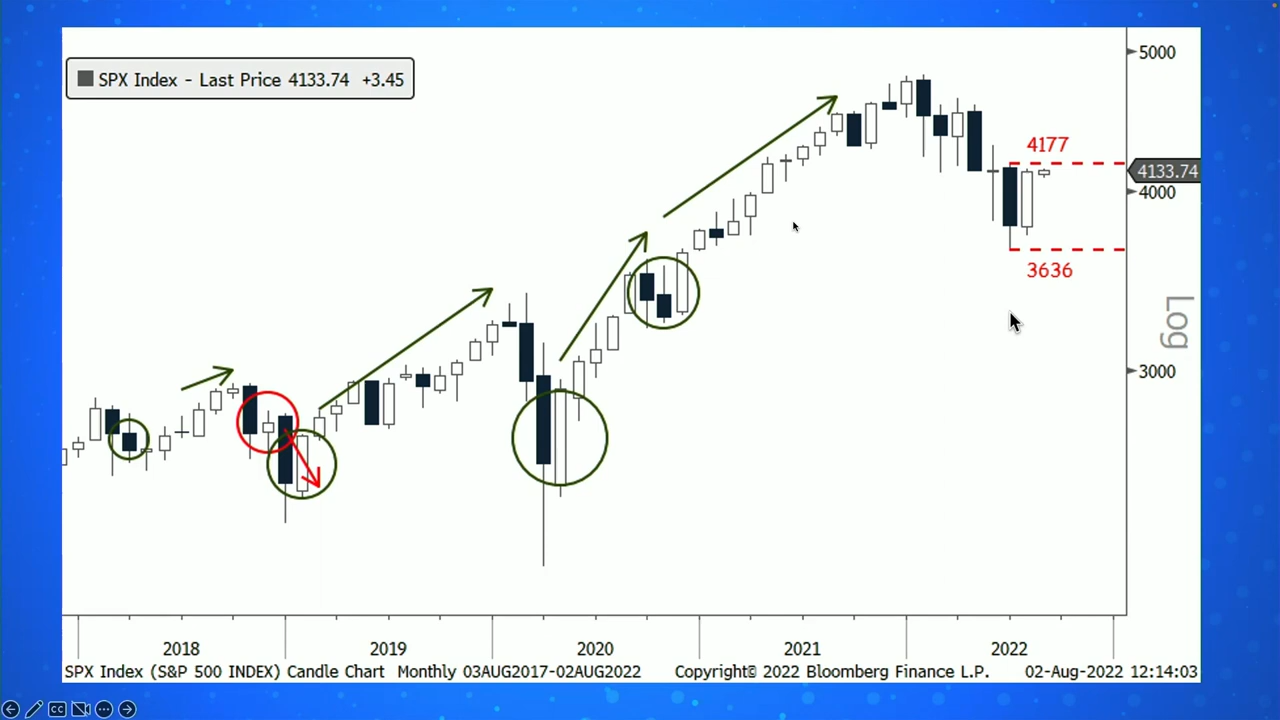 SPX Index - Last Price 4133.74 +3.45
5000
4177
4133.74
4000
3636
Log
3000
2018 2019 2020 2021 2022
SPX Index (S&P 500 INDEX) Candle Chart Monthly 03AUG2017-02AUG2022 Copyright© 2022 Bloomberg Finance L.P. 02-Aug-2022 12:14:03
CC